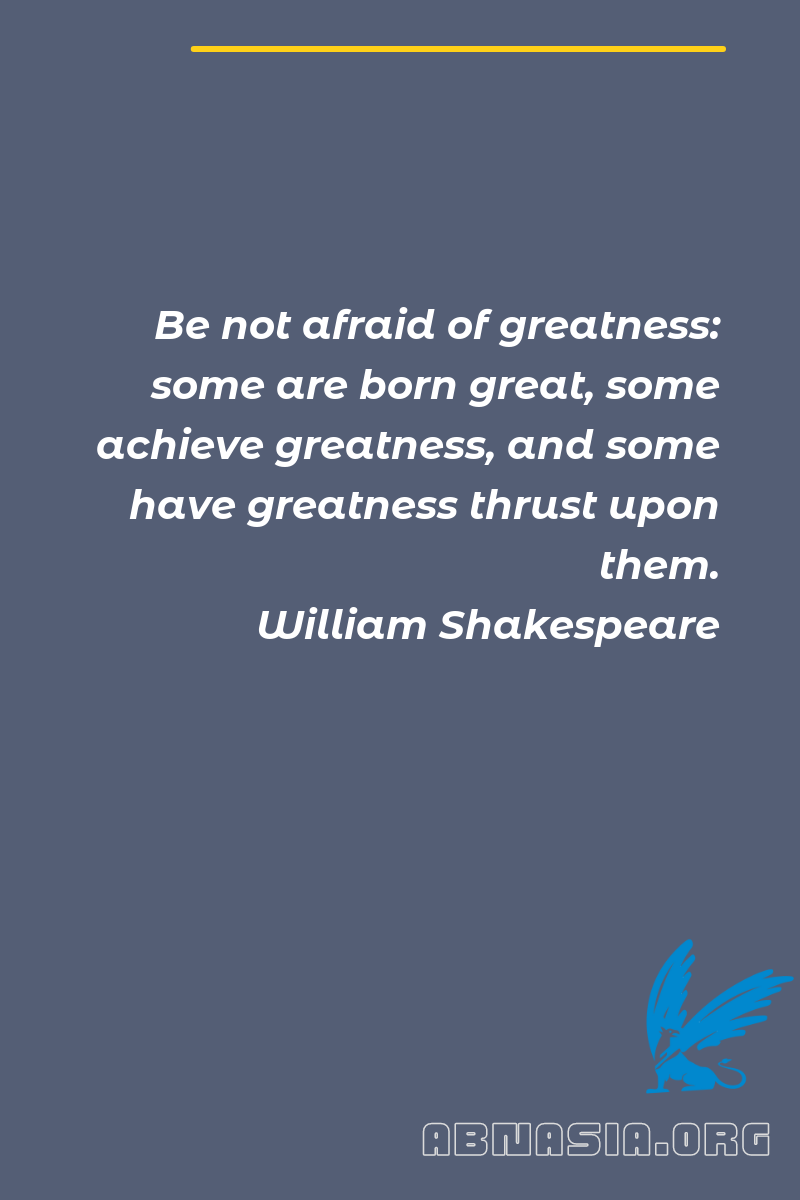 Be not afraid of greatness:
some are born great, some
achieve greatness, and some
have greatness thrust upon
them.
William Shakespeare
ABNASIA.ORG